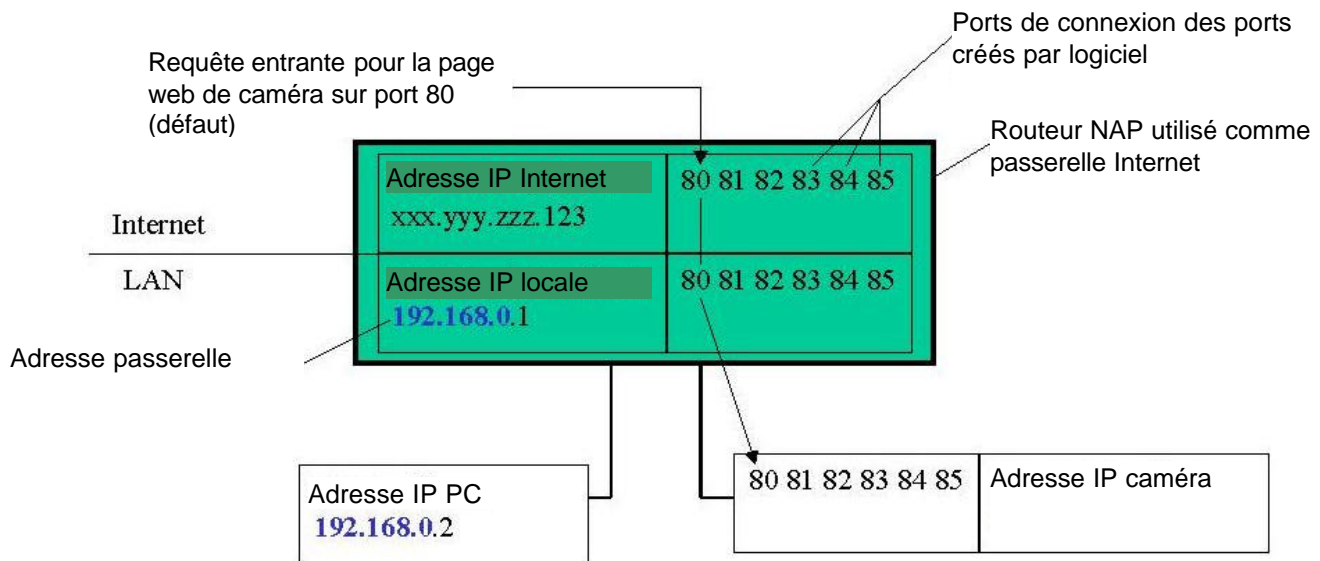 Ports de connexion des ports
créés par logiciel
Requête entrante pour la page
web de caméra sur port 80
(défaut)
Routeur NAP utilisé comme
passerelle Internet
Adresse IP Internet
80 81 82 83 84 85
xxx.yyy.zzz.123
Internet
LAN
Adresse IP locale
80 81 82 83 84 85
192.168.0.1
Adresse passerelle
80 81 82 83 84 85
Adresse IP caméra
Adresse IP PC
192.168.0.2